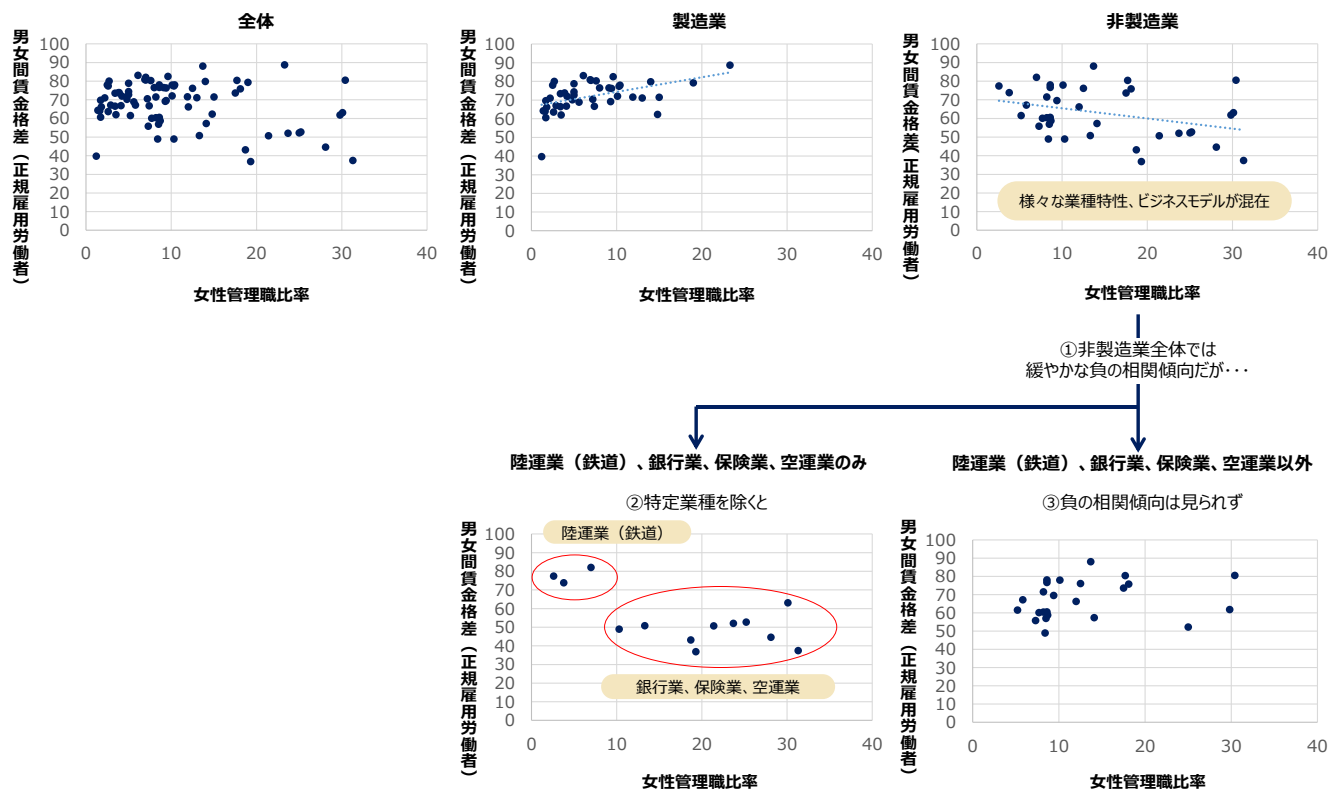 全体
男女間賃金格差(正規雇用労働者)
100
90
80
70
60
50
40
30
20
10
0
0 10 20 30 40
女性管理職比率
製造業
男女間賃金格差(正規雇用労働者)
100
90
80
70
60
50
40
30
20
10
0
0 10 20 30 40
女性管理職比率
非製造業
男女間賃金格差(正規雇用労働者)
100
90
80
70
60
50
40
30
20
10
0
様々な業種特性、ビジネスモデルが混在
0 10 20 30 40
女性管理職比率
①非製造業全体では
緩やかな負の相関傾向だが・・・
陸運業(鉄道)、銀行業、保険業、空運業のみ
②特定業種を除くと
男女間賃金格差(正規雇用労働者)
100
90
80
70
60
50
40
30
20
10
0
陸運業(鉄道)
銀行業、保険業、空運業
0 10 20 30 40
女性管理職比率
陸運業(鉄道)、銀行業、保険業、空運業以外
③負の相関傾向は見られず
男女間賃金格差(正規雇用労働者)
100
90
80
70
60
50
40
30
20
10
0
0 10 20 30 40
女性管理職比率